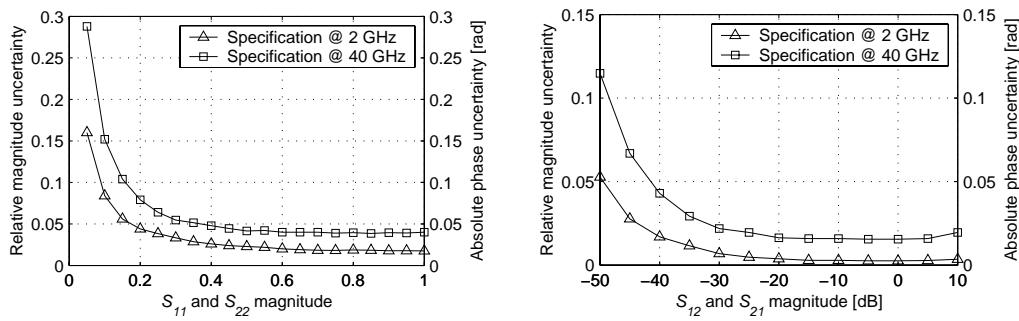 0.3
0.25
0.2
0.15
0.1
0.05
0
Relative magnitude uncertainty
Specification @ 2 GHz
Specification @ 40 GHz
0.3
0.25
0.2
0.15
0.1
0.05
0
Absolute phase uncertainty [rad]
0 0.2 0.4 0.6 0.8 1
S11 and S22 magnitude
0.15
0.1
0.05
0
Relative magnitude uncertainty
Specification @ 2 GHz
Specification @ 40 GHz
0.15
0.1
0.05
0
Absolute phase uncertainty [rad]
−50 −40 −30 −20 −10 0 10
S12 and S21 magnitude [dB]